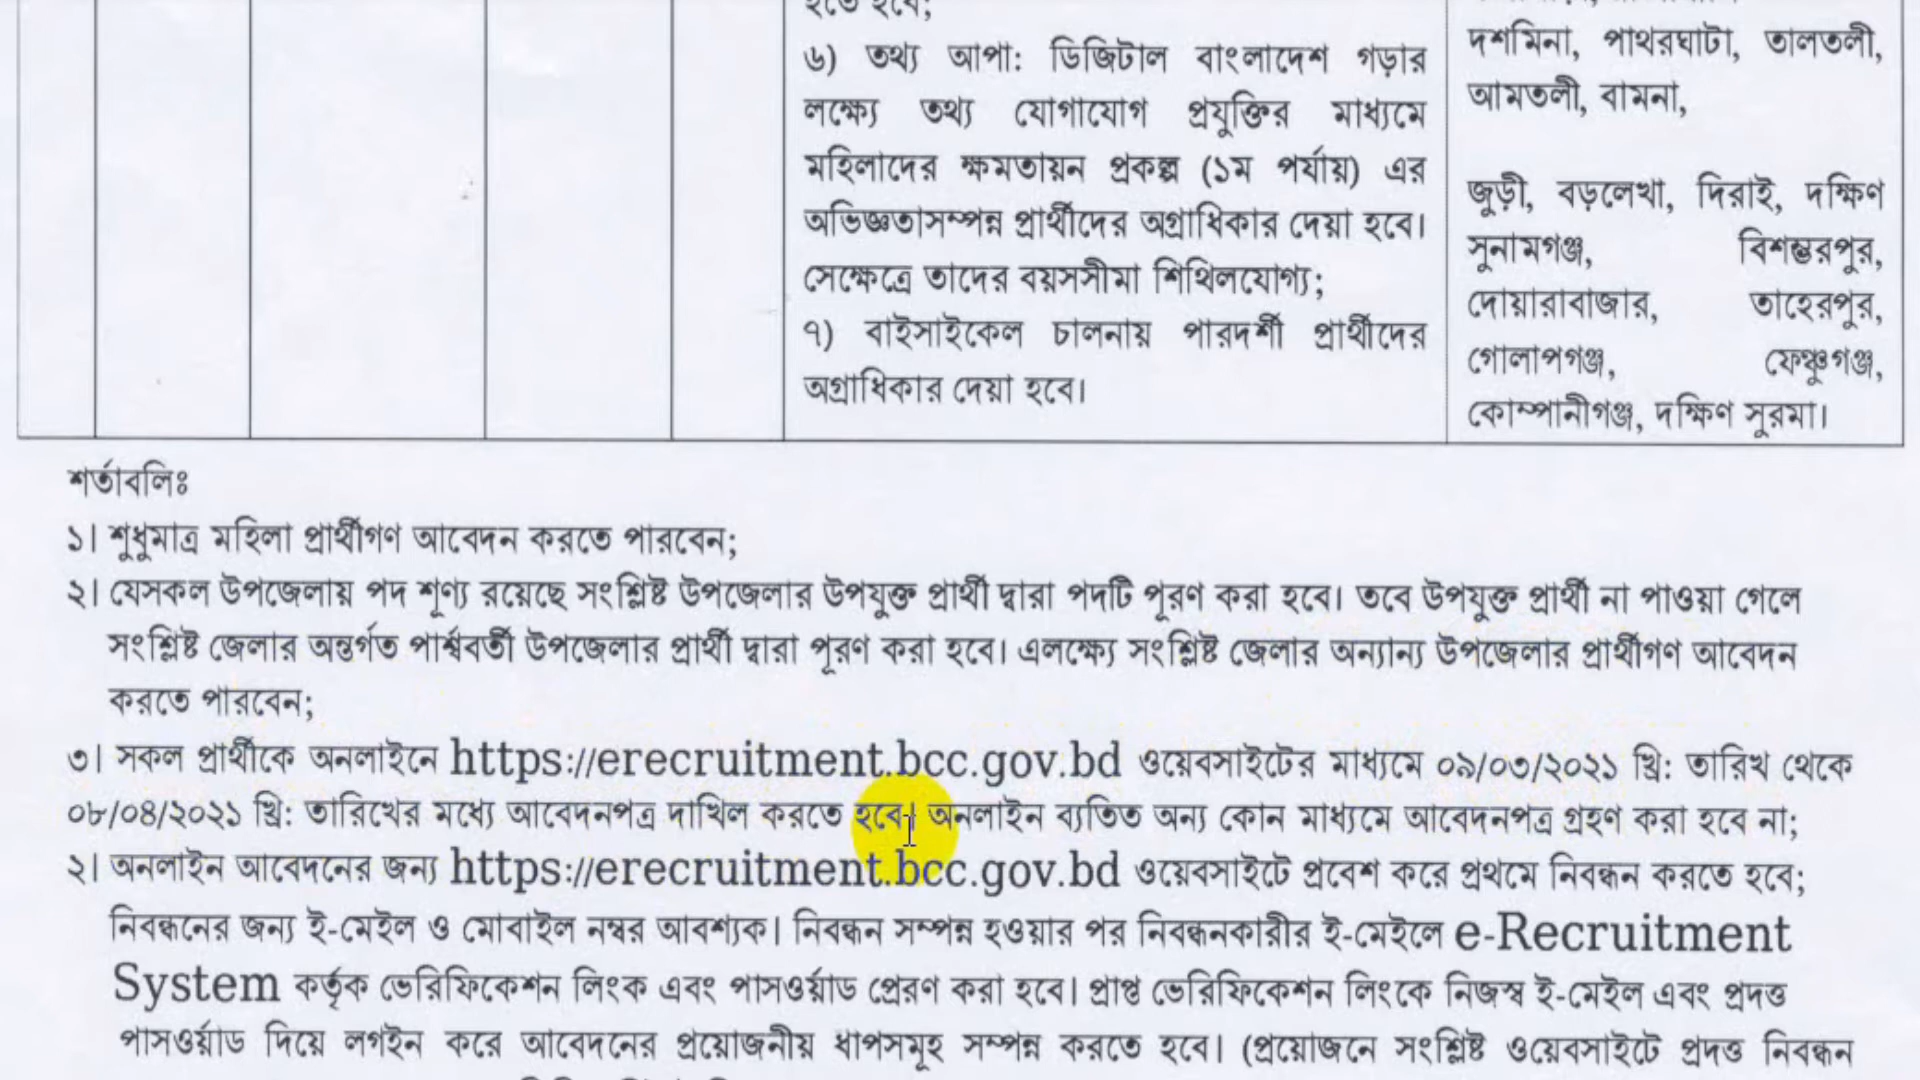 হতে হবে;
৬) তথ্য আপা: ডিজিটাল বাংলাদেশ গড়ার
লক্ষ্যে তথ্য যোগাযোগ প্রযুক্তির মাধ্যমে
মহিলাদের ক্ষমতায়ন প্রকল্প (১ম পর্যায়) এর
অভিজ্ঞতাসম্পন্ন প্রার্থীদের অগ্রাধিকার দেয়া হবে।
সেক্ষেত্রে তাদের বয়সসীমা শিথিলযোগ্য;
৭) বাইসাইকেল চালনায় পারদর্শী প্রার্থীদের
অগ্রাধিকার দেয়া হবে।
দশমিনা, পাথরঘাটা, তালতলী,
আমতলী, বামনা,
জুড়ী, বড়লেখা, দিরাই, দক্ষিণ
সুনামগঞ্জ, বিশম্ভরপুর,
দোয়ারাবাজার, তাহেরপুর,
গোলাপগঞ্জ, ফেঞ্চুগঞ্জ,
কোম্পানীগঞ্জ, দক্ষিণ সুরমা।
শর্তাবলিঃ
১। শুধুমাত্র মহিলা প্রার্থীগণ আবেদন করতে পারবেন;
২। যেসকল উপজেলায় পদ শূণ্য রয়েছে সংশ্লিষ্ট উপজেলার উপযুক্ত প্রার্থী দ্বারা পদটি পূরণ করা হবে। তবে উপযুক্ত প্রার্থী না পাওয়া গেলে
সংশ্লিষ্ট জেলার অন্তর্গত পার্শ্ববর্তী উপজেলার প্রার্থী দ্বারা পূরণ করা হবে। এলক্ষ্যে সংশ্লিষ্ট জেলার অন্যান্য উপজেলার প্রার্থীগণ আবেদন
করতে পারবেন;
৩। সকল প্রার্থীকে অনলাইনে https://erecruitment.bcc.gov.bd ওয়েবসাইটের মাধ্যমে ০৯/০৩/২০২১ খ্রি: তারিখ থেকে
০৮/০৪/২০২১ খ্রি: তারিখের মধ্যে আবেদনপত্র দাখিল করতে হবে। অনলাইন ব্যতিত অন্য কোন মাধ্যমে আবেদনপত্র গ্রহণ করা হবে না;
২। অনলাইন আবেদনের জন্য https://erecruitment.bcc.gov.bd ওয়েবসাইটে প্রবেশ করে প্রথমে নিবন্ধন করতে হবে;
নিবন্ধনের জন্য ই-মেইল ও মোবাইল নম্বর আবশ্যক। নিবন্ধন সম্পন্ন হওয়ার পর নিবন্ধনকারীর ই-মেইলে e-Recruitment
System কর্তৃক ভেরিফিকেশন লিংক এবং পাসওর্য়াড প্রেরণ করা হবে। প্রাপ্ত ভেরিফিকেশন লিংকে নিজস্ব ই-মেইল এবং প্রদত্ত
পাসওর্য়াড দিয়ে লগইন করে আবেদনের প্রয়োজনীয় ধাপসমূহ সম্পন্ন করতে হবে। (প্রয়োজনে সংশ্লিষ্ট ওয়েবসাইটে প্রদত্ত নিবন্ধন